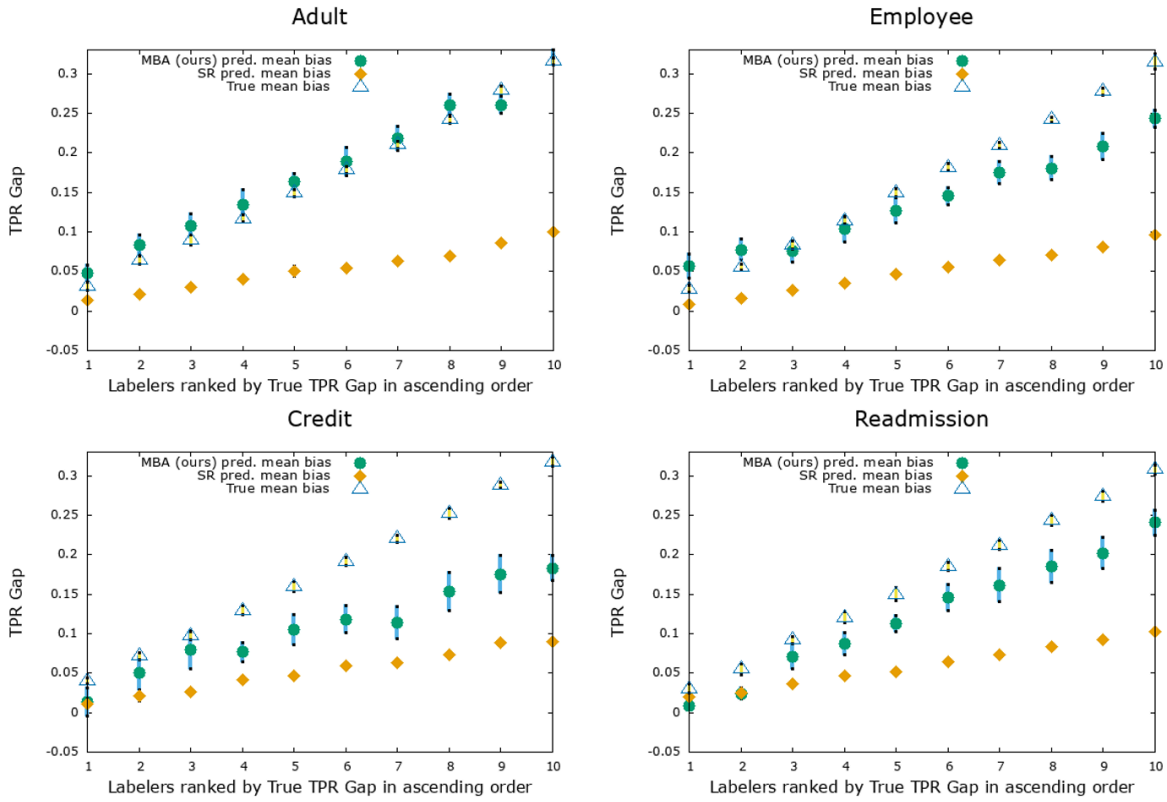 Adult
MBA (ours) pred. mean bias
SR pred. mean bias
True mean bias
TPR Gap
0.3
0.25
0.2
0.15
0.1
0.05
0
-0.05
1 2 3 4 5 6 7 8 9 10
Labelers ranked by True TPR Gap in ascending order
Employee
MBA (ours) pred. mean bias
SR pred. mean bias
True mean bias
TPR Gap
0.3
0.25
0.2
0.15
0.1
0.05
0
-0.05
1 2 3 4 5 6 7 8 9 10
Labelers ranked by True TPR Gap in ascending order
Credit
MBA (ours) pred. mean bias
SR pred. mean bias
True mean bias
TPR Gap
0.3
0.25
0.2
0.15
0.1
0.05
0
-0.05
1 2 3 4 5 6 7 8 9 10
Labelers ranked by True TPR Gap in ascending order
Readmission
MBA (ours) pred. mean bias
SR pred. mean bias
True mean bias
TPR Gap
0.3
0.25
0.2
0.15
0.1
0.05
0
-0.05
1 2 3 4 5 6 7 8 9 10
Labelers ranked by True TPR Gap in ascending order